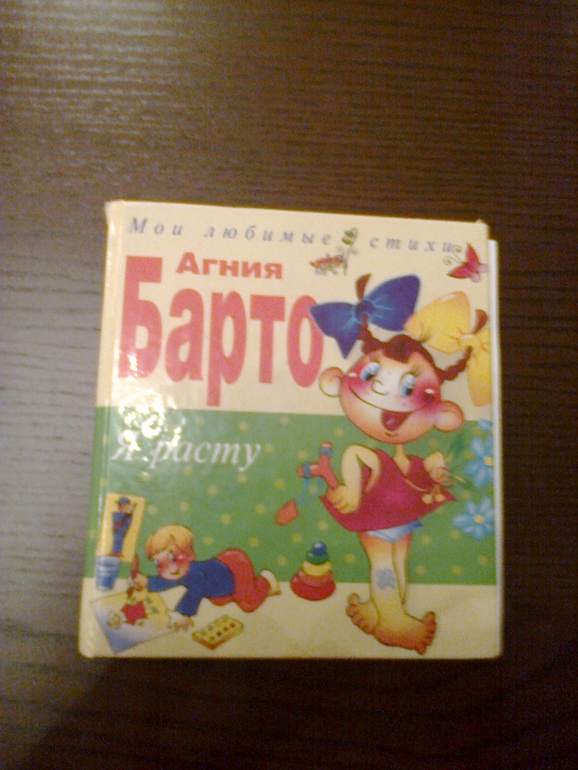 Мои любимые стихи
Агния
Барто
Я расту